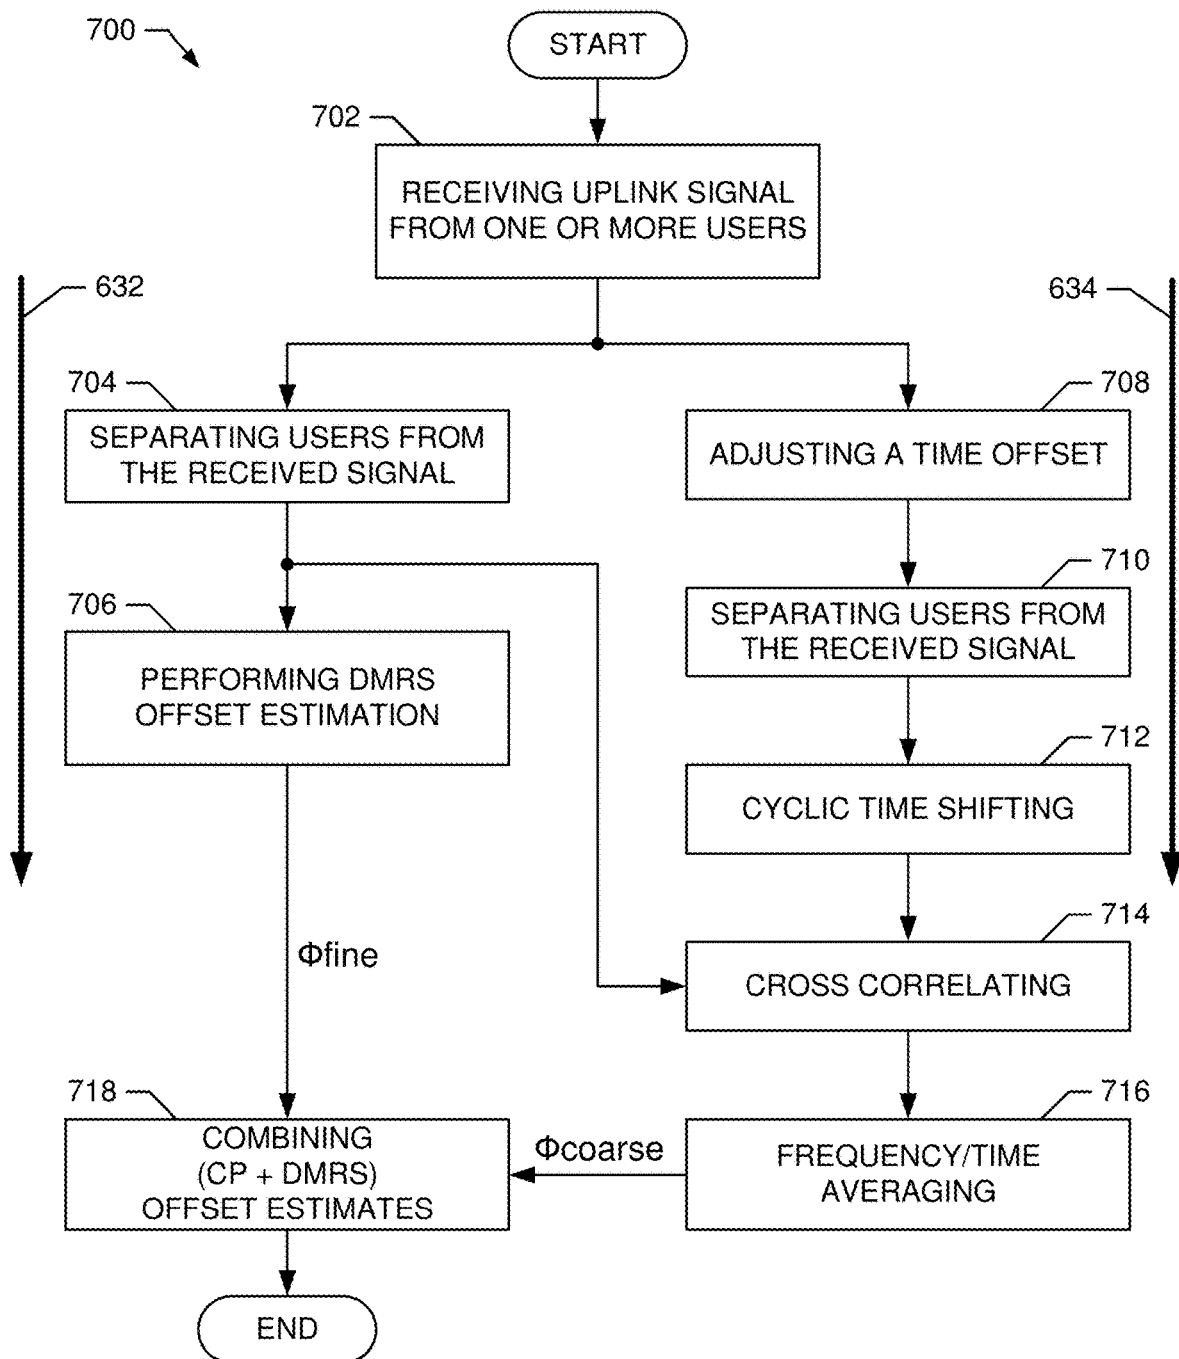 700
START
702
RECEIVING UPLINK SIGNAL
FROM ONE OR MORE USERS
632
634
704
SEPARATING USERS FROM
THE RECEIVED SIGNAL
708
ADJUSTING A TIME OFFSET
710
SEPARATING USERS FROM
THE RECEIVED SIGNAL
706
PERFORMING DMRS
OFFSET ESTIMATION
712
CYCLIC TIME SHIFTING
714
CROSS CORRELATING
Φfine
718
COMBINING
(CP + DMRS)
OFFSET ESTIMATES
Φcoarse
716
FREQUENCY/TIME
AVERAGING
END